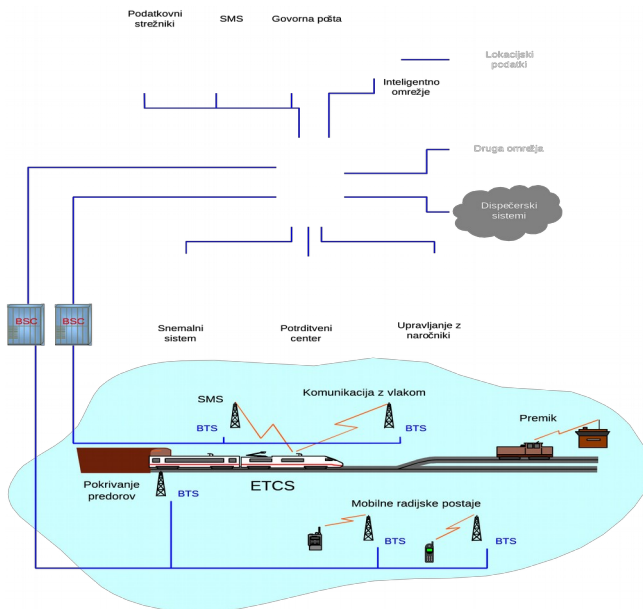 Podatkovni
strežniki
SMS
Govorna pošta
Lokacijski
podatki
Inteligentno
omrežje
Druga omrežja
Dispečerski
sistemi
BSC
BSC
Snemalni
sistem
Potrditveni
center
Upravljanje z
naročniki
SMS
Komunikacija z vlakom
Premik
BTS
BTS
Pokrivanje
predorov
BTS
ETCS
Mobilne radijske postaje
BTS
BTS